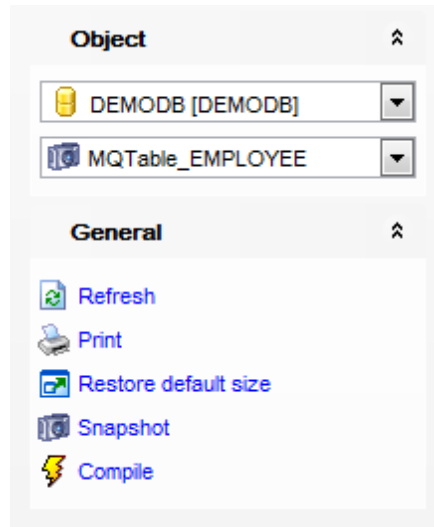 Object
DEMODB [DEMODB]
MQTable_EMPLOYEE
General
Refresh
Print
Restore default size
Snapshot
Compile